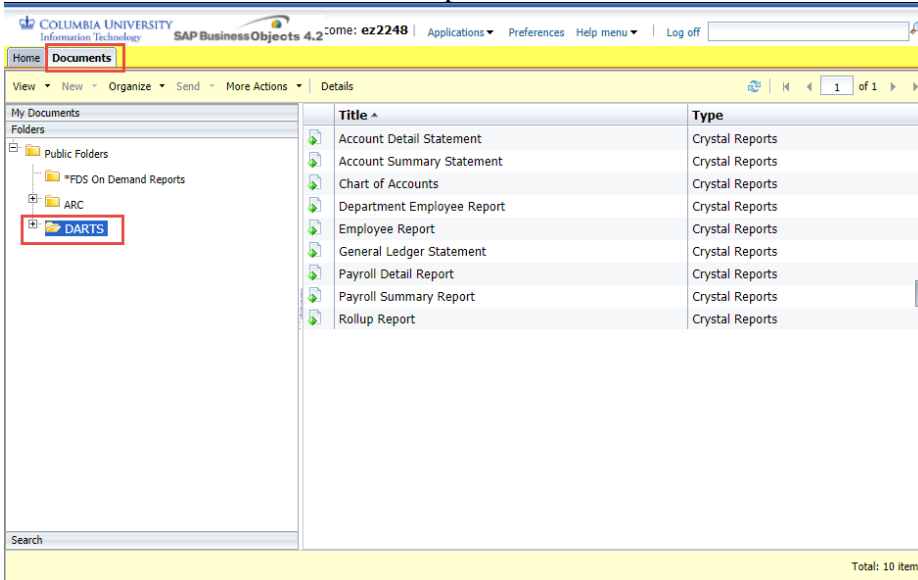 COLUMBIA UNIVERSITY
Information Technology
SAP BusinessObjects 4.2
come: ez2248 | Applications Preferences Help menu | Log off
Home Documents
View New Organize Send More Actions | Details 1 of 1
My Documents
Title Type
Folders
Public Folders
*FDS On Demand Reports
ARC
DARTS
Account Detail Statement Crystal Reports
Account Summary Statement Crystal Reports
Chart of Accounts Crystal Reports
Department Employee Report Crystal Reports
Employee Report Crystal Reports
General Ledger Statement Crystal Reports
Payroll Detail Report Crystal Reports
Payroll Summary Report Crystal Reports
Rollup Report Crystal Reports
Search
Total: 10 item